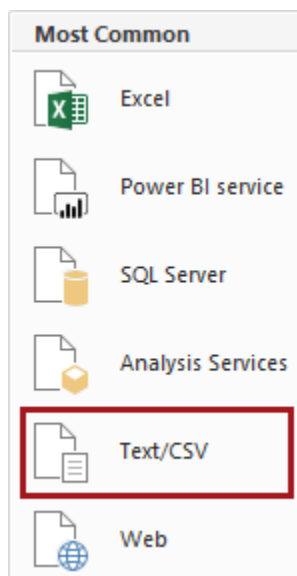 Most Common
Excel
Power BI service
SQL Server
Analysis Services
Text/CSV
Web